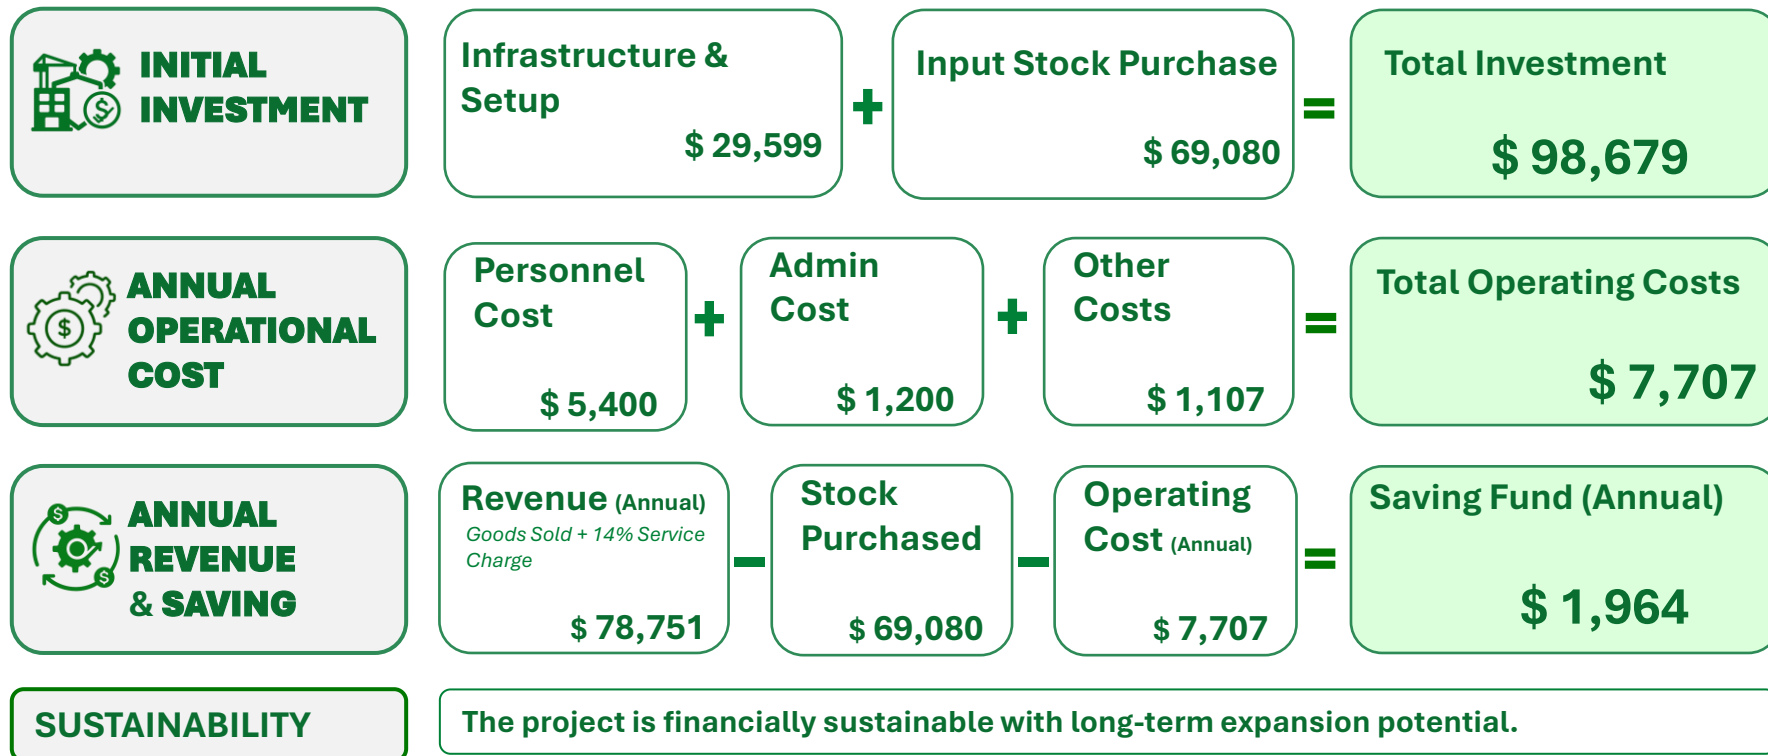 INITIAL
INVESTMENT
Infrastructure &
Setup
$ 29,599
+
Input Stock Purchase
$ 69,080
=
Total Investment
$ 98,679
ANNUAL
OPERATIONAL
COST
Personnel
Cost
$ 5,400
+
Admin
Cost
$ 1,200
+
Other
Costs
$ 1,107
=
Total Operating Costs
$ 7,707
ANNUAL
REVENUE
& SAVING
Revenue (Annual)
Goods Sold + 14% Service
Charge
$ 78,751
–
Stock
Purchased
$ 69,080
–
Operating
Cost (Annual)
$ 7,707
=
Saving Fund (Annual)
$ 1,964
SUSTAINABILITY
The project is financially sustainable with long-term expansion potential.